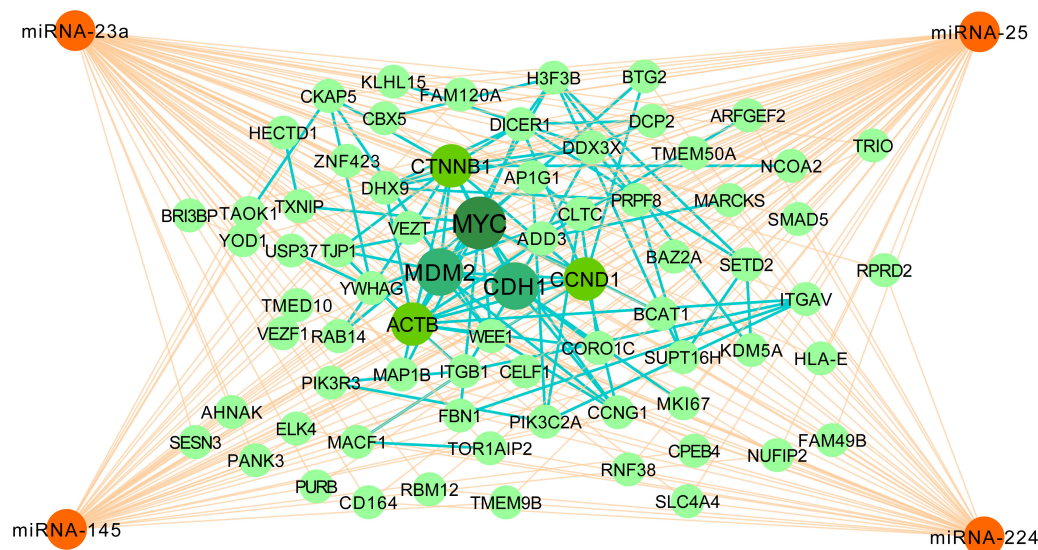 miRNA-23a
miRNA-25
KLHL15
H3F3B
BTG2
CKAP5
FAM120A
CBX5
DICER1
DCP2
ARFGEF2
HECTD1
DDX3X
TMEM50A
TRIO
ZNF423
CTNNB1
NCOA2
DHX9
AP1G1
PRPF8
MARCKS
BRI3BP
TAOK1
TXNIP
CLTC
SMAD5
MYC
VEZT
YOD1
USP37
TJP1
ADD3
BAZ2A
SETD2
RPRD2
MDM2
CDH1
CCND1
YWHAG
ITGAV
TMED10
BCAT1
VEZF1
RAB14
ACTB
WEE1
CORO1C
SUPT16H
KDM5A
HLA-E
PIK3R3
MAP1B
ITGB1
CELF1
AHNAK
FBN1
PIK3C2A
CCNG1
MKI67
SESN3
ELK4
MACF1
TOR1AIP2
CPEB4
NUFIP2
FAM49B
PANK3
RNF38
PURB
CD164
RBM12
TMEM9B
SLC4A4
miRNA-145
miRNA-224